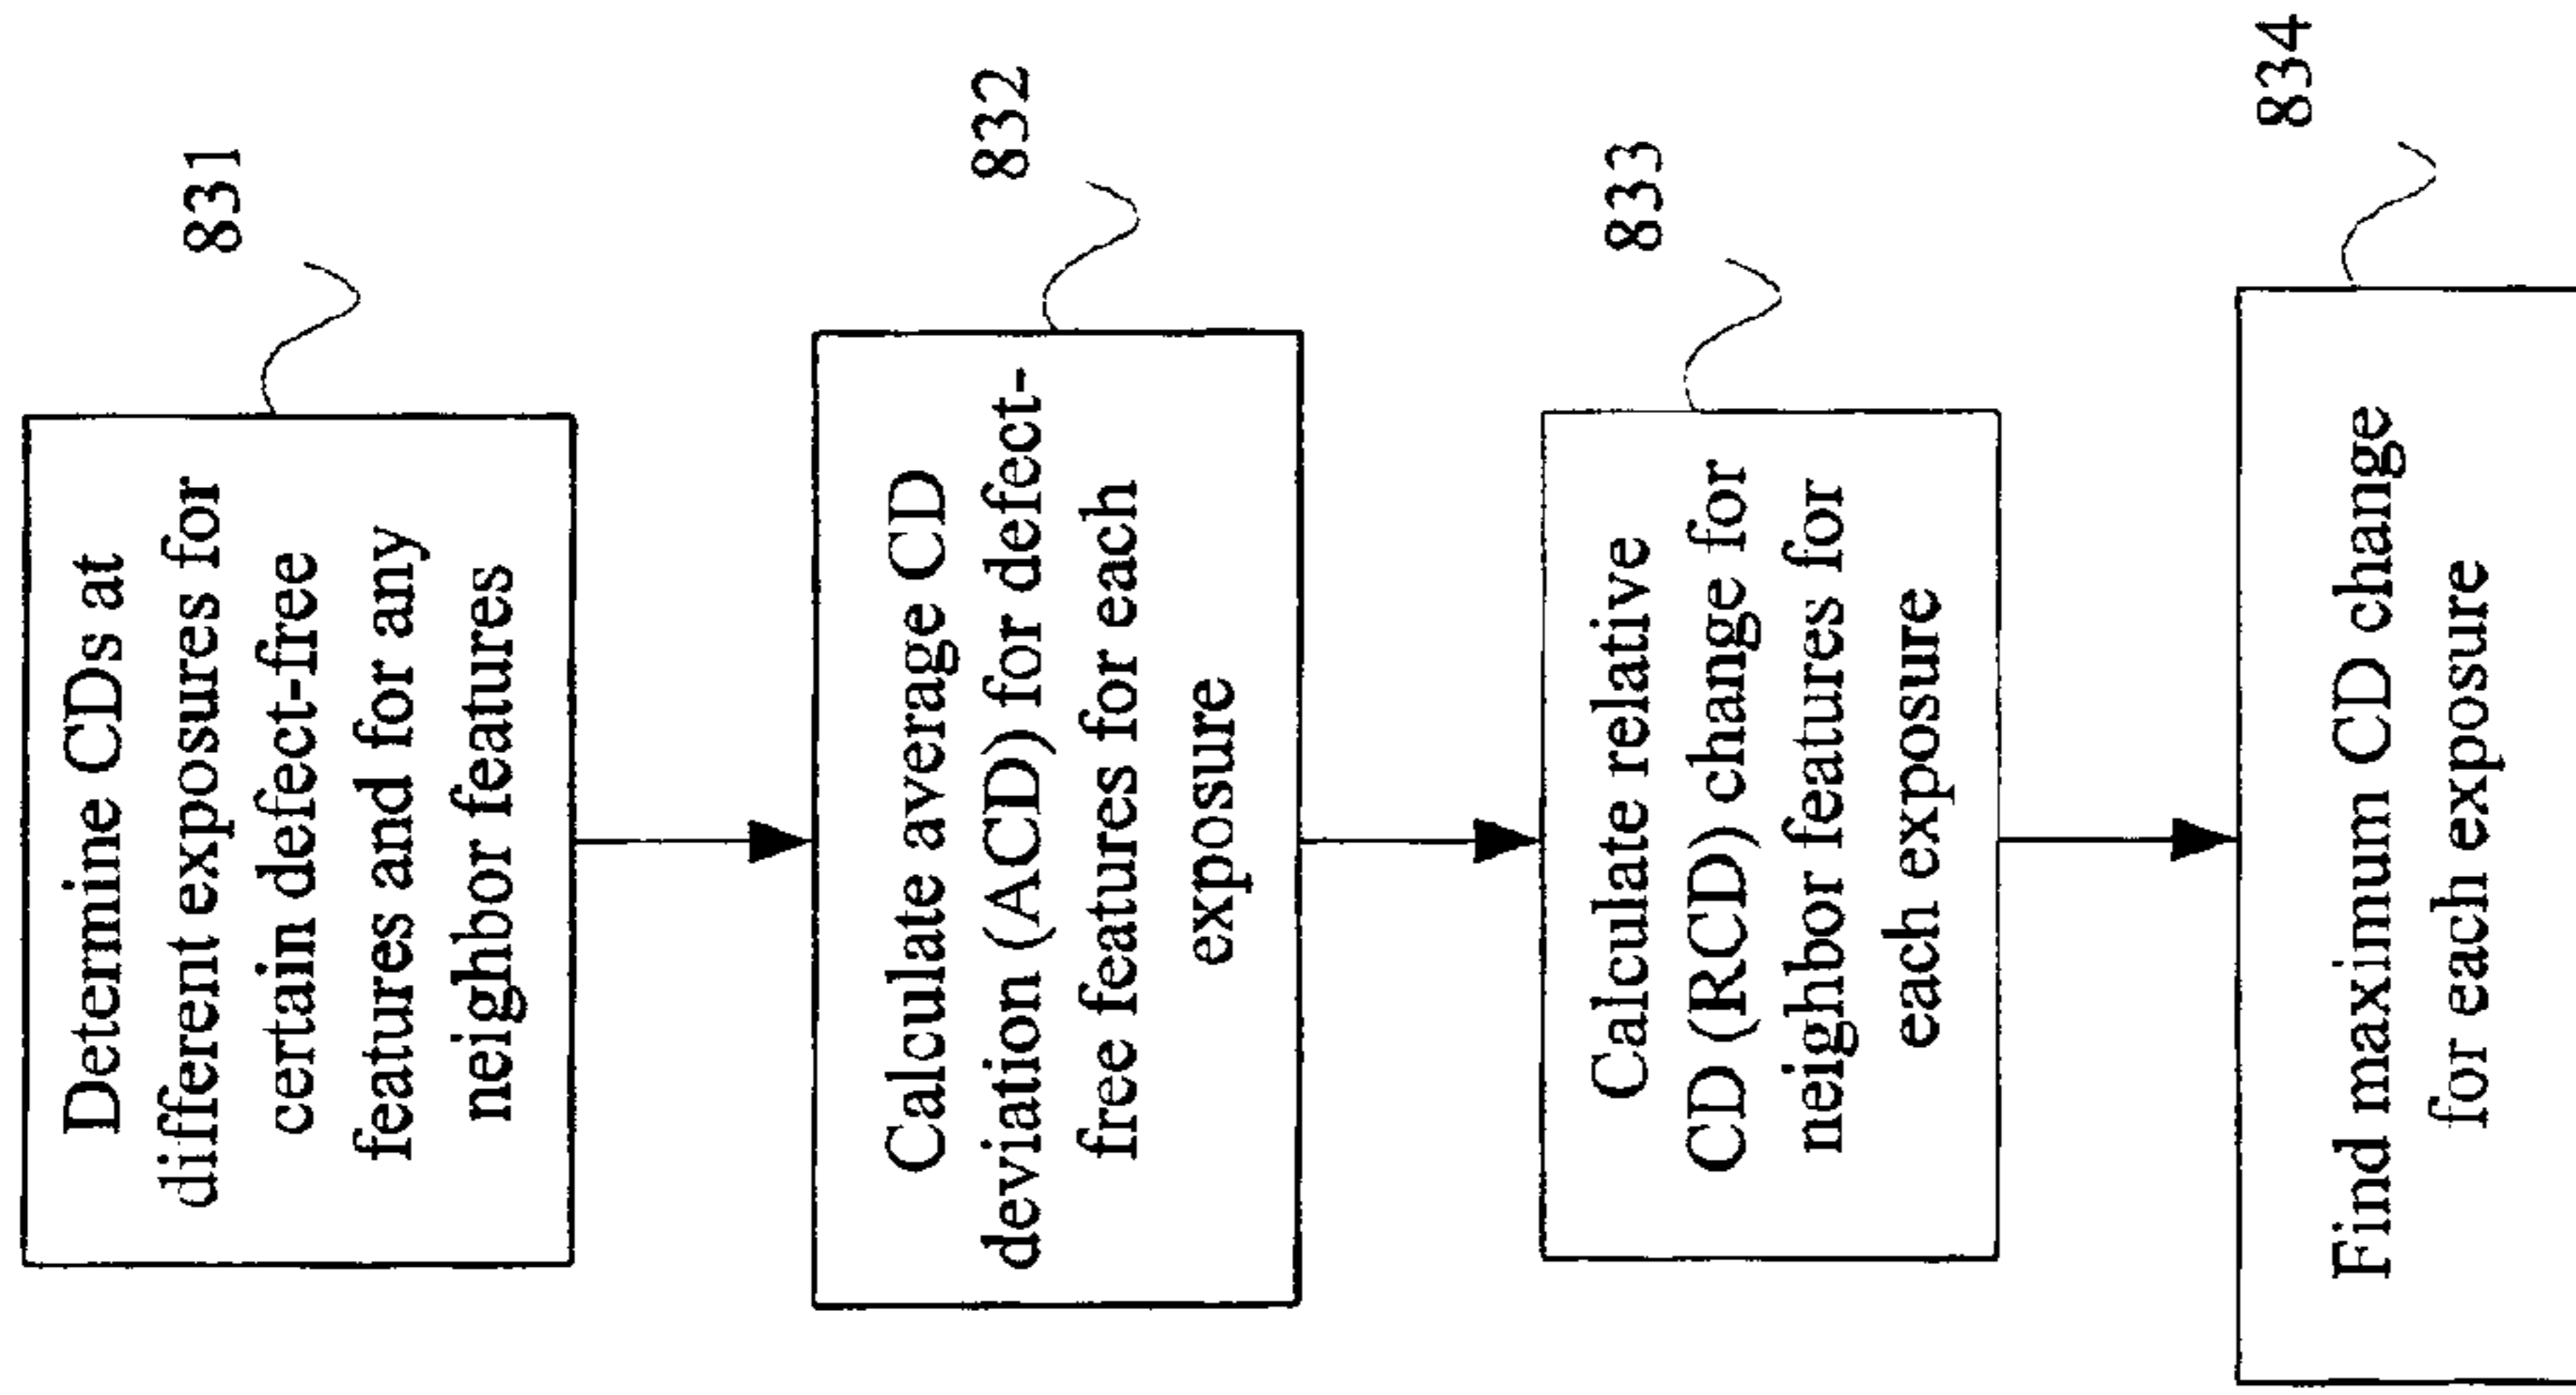 Determine CDs at
different exposures for
certain defect-free
features and for any
neighbor features
831
Calculate average CD
deviation (ACD) for defect-
free features for each
exposure
832
Calculate relative
CD (RCD) change for
neighbor features for
each exposure
833
Find maximum CD change
for each exposure
834